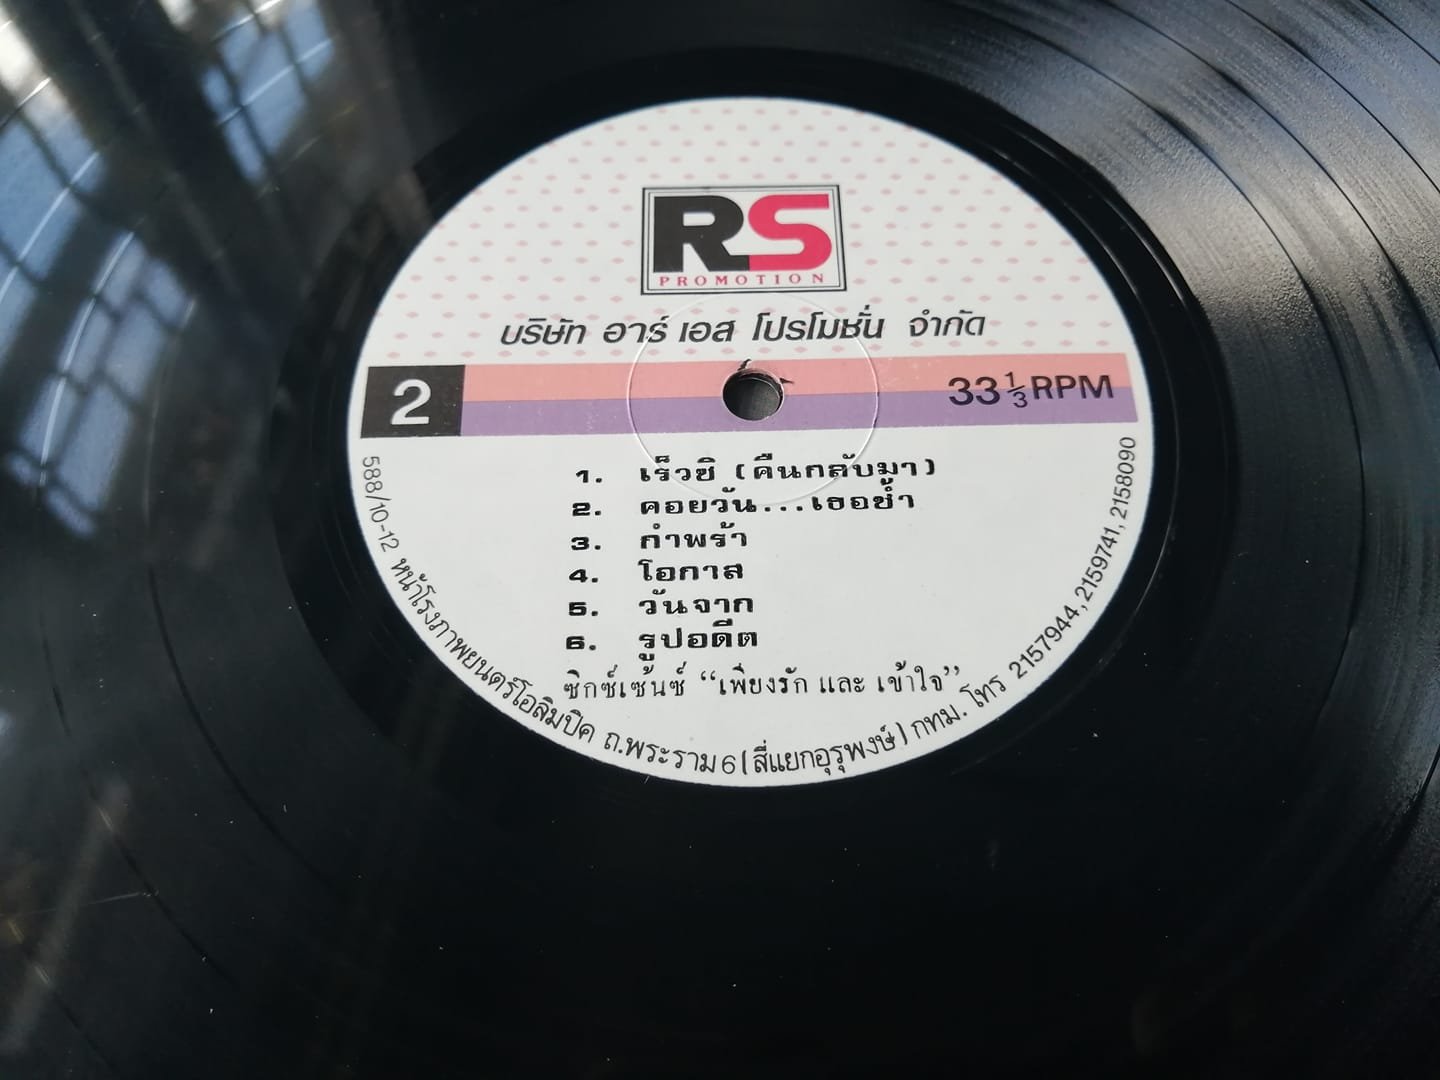 RS
PROMOTION
บริษัท อาร์ เอส โปรโมชั่น จำกัด
2
33 1/3 RPM
1. เร็วซิ (คืนกลับมา)
2. คอยวัน...เธอช้ำ
3. กำพร้า
4. โอกาส
5. วันจาก
6. รูปอดีต
ซิกซ์เซ้นซ์ “เพียงรัก และ เข้าใจ”
588/10-12 หน้าโรงภาพยนตร์โอลิมปิค ถ.พระราม 6 (สี่แยกอุรุพงษ์) กทม. โทร 2157944, 2159741, 2158090